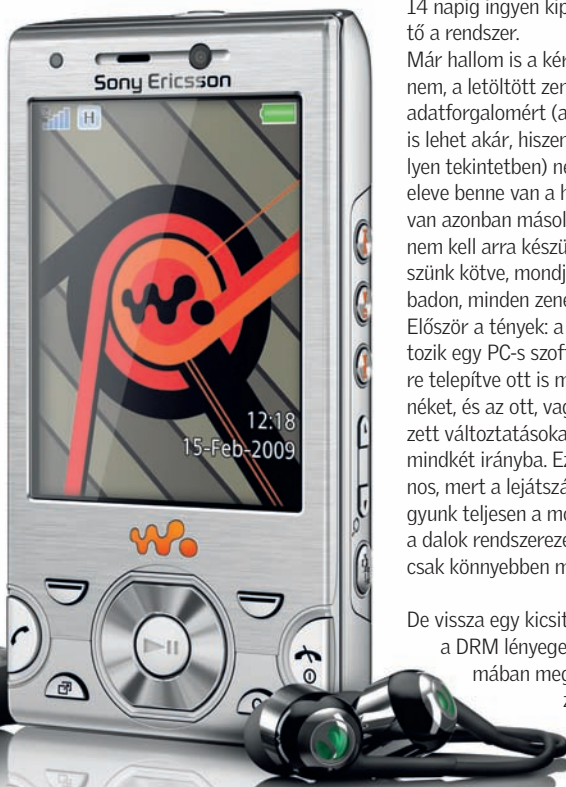 Sony Ericsson
H
12:18
15-Feb-2009
14 napig ingyen kip
tő a rendszer.
Már hallom is a kér
nem, a letöltött zen
adatforgalomért (a
is lehet akár, hiszen
lyen tekintetben) ne
eleve benne van a h
van azonban másol
nem kell arra készü
szünk kötve, mondj
badon, minden zene
Először a tények: a
tozik egy PC-s szoft
re telepítve ott is m
néket, és az ott, vag
zett változtatásoka
mindkét irányba. Ez
nos, mert a lejátszá
gyunk teljesen a mo
a dalok rendszereze
csak könnyebben m
De vissza egy kicsit
a DRM lényege
mában meg
z